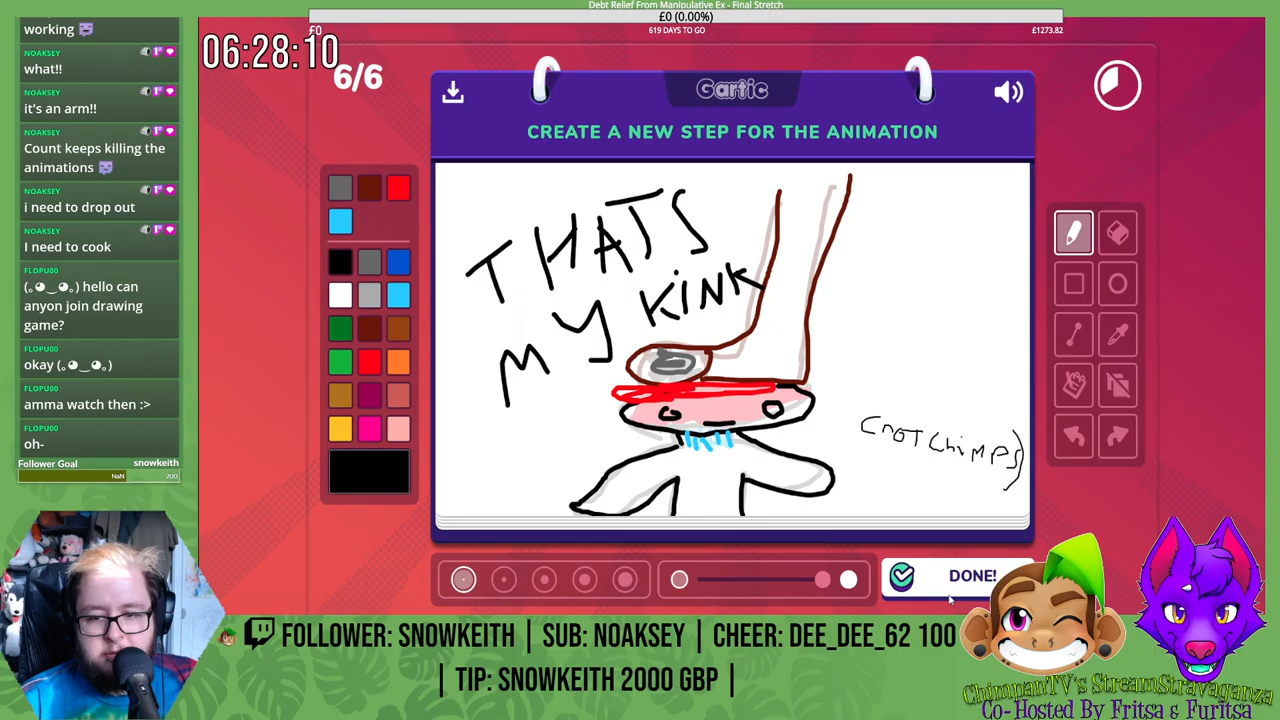 Debt Relief From Manipulative Ex - Final Stretch
£0 (0.00%)
£0
619 DAYS TO GO
£1273.82
working
NOAKSEY
what!!
NOAKSEY
it's an arm!!
NOAKSEY
Count keeps killing the
animations
NOAKSEY
i need to drop out
NOAKSEY
I need to cook
FLOPU00
(｡◕‿◕｡) hello can
anyon join drawing
game?
FLOPU00
okay (｡◕‿◕｡)
FLOPU00
amma watch then :>
FLOPU00
oh-
Follower Goal
snowkeith
NaN
200
06:28:10
6/6
Gartic
CREATE A NEW STEP FOR THE ANIMATION
THATS
MY KiNK
(noT Chimps)
DONE!
FOLLOWER: SNOWKEITH | SUB: NOAKSEY | CHEER: DEE_DEE_62 100
| TIP: SNOWKEITH 2000 GBP |
ChimpanTV's StreamStravaganza
Co-Hosted By Fritsa & Furitsa